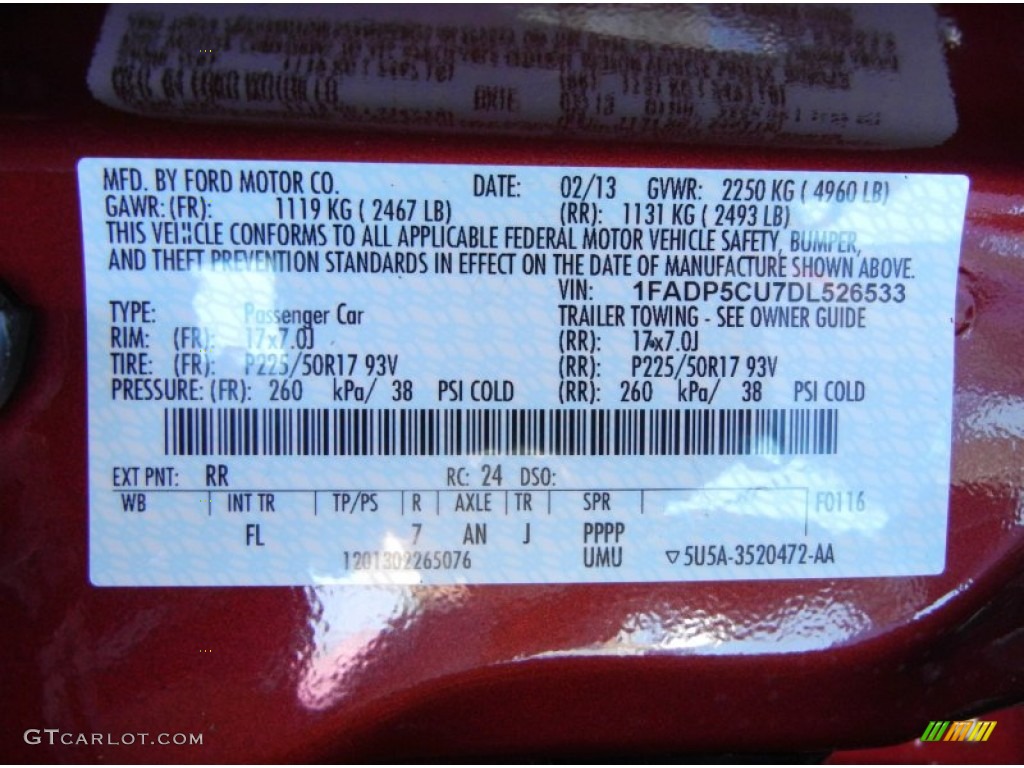 MFD. BY FORD MOTOR CO. DATE: 02/13 GVWR: 2250 KG ( 4960 LB)
GAWR: (FR): 1119 KG ( 2467 LB) (RR): 1131 KG ( 2493 LB)
THIS VEHICLE CONFORMS TO ALL APPLICABLE FEDERAL MOTOR VEHICLE SAFETY, BUMPER,
AND THEFT PREVENTION STANDARDS IN EFFECT ON THE DATE OF MANUFACTURE SHOWN ABOVE.
VIN: 1FADP5CU7DL526533
TYPE: Passenger Car TRAILER TOWING - SEE OWNER GUIDE
RIM: (FR): 17x7.0J (RR): 17x7.0J
TIRE: (FR): P225/50R17 93V (RR): P225/50R17 93V
PRESSURE: (FR): 260 kPa/ 38 PSI COLD (RR): 260 kPa/ 38 PSI COLD
EXT PNT: RR RC: 24 DSO:
WB INT TR TP/PS R AXLE TR SPR F0116
FL 7 AN J PPPP
1201302265076 UMU ▽5U5A-3520472-AA
GTCARLOT.COM